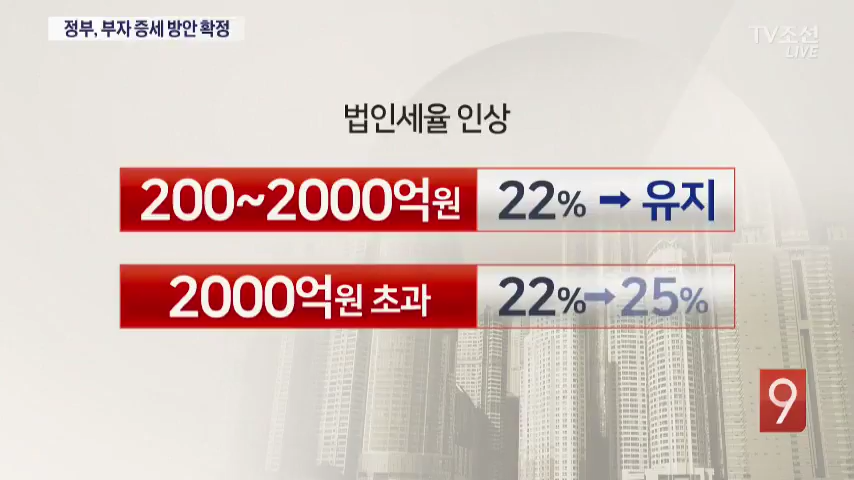 정부, 부자 증세 방안 확정
TV조선
LIVE
법인세율 인상
200~2000억원 22% ➡ 유지
2000억원 초과 22% ➡ 25%
9